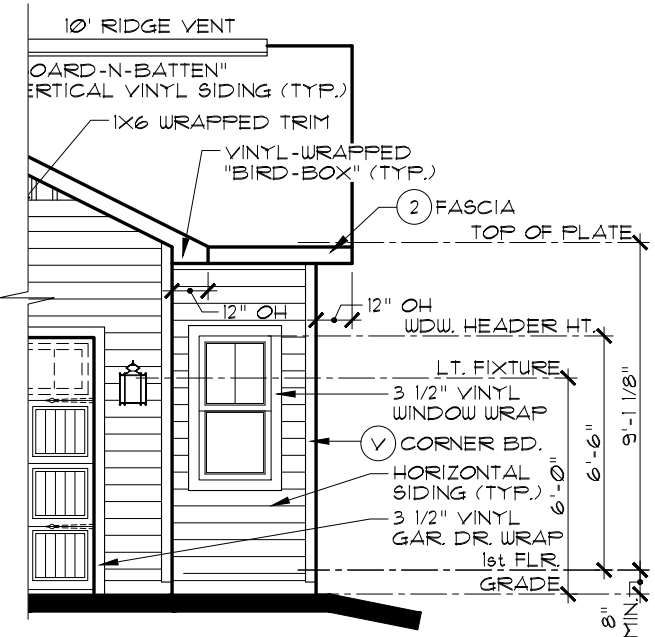 10' RIDGE VENT
OARD-N-BATTEN"
ERTICAL VINYL SIDING (TYP.)
1X6 WRAPPED TRIM
VINYL-WRAPPED
"BIRD-BOX" (TYP.)
2 FASCIA
TOP OF PLATE
12" OH
12" OH
WDW. HEADER HT.
LT. FIXTURE
3 1/2" VINYL
WINDOW WRAP
V CORNER BD.
HORIZONTAL
SIDING (TYP.)
3 1/2" VINYL
GAR. DR. WRAP
1st FLR.
GRADE
6'-0"
6'-6"
9'-1 1/8"
8"
MIN.